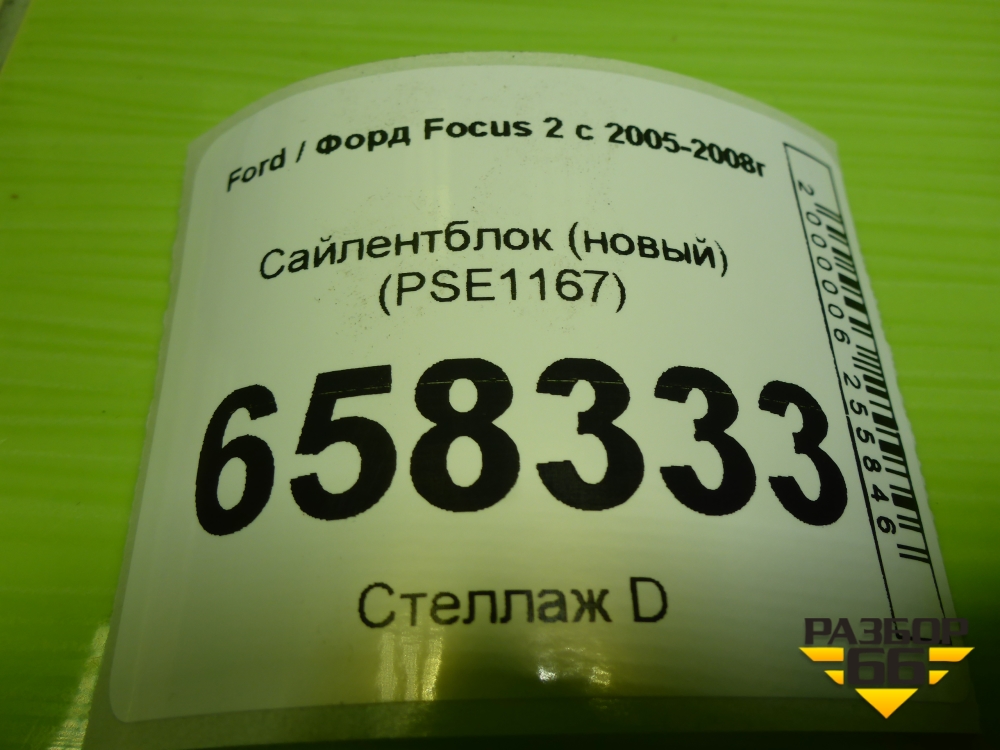 Ford / Форд Focus 2 с 2005-2008г
Сайлентблок (новый)
(PSE1167)
658333
Стеллаж D
2000006255846
РАЗБОР
66